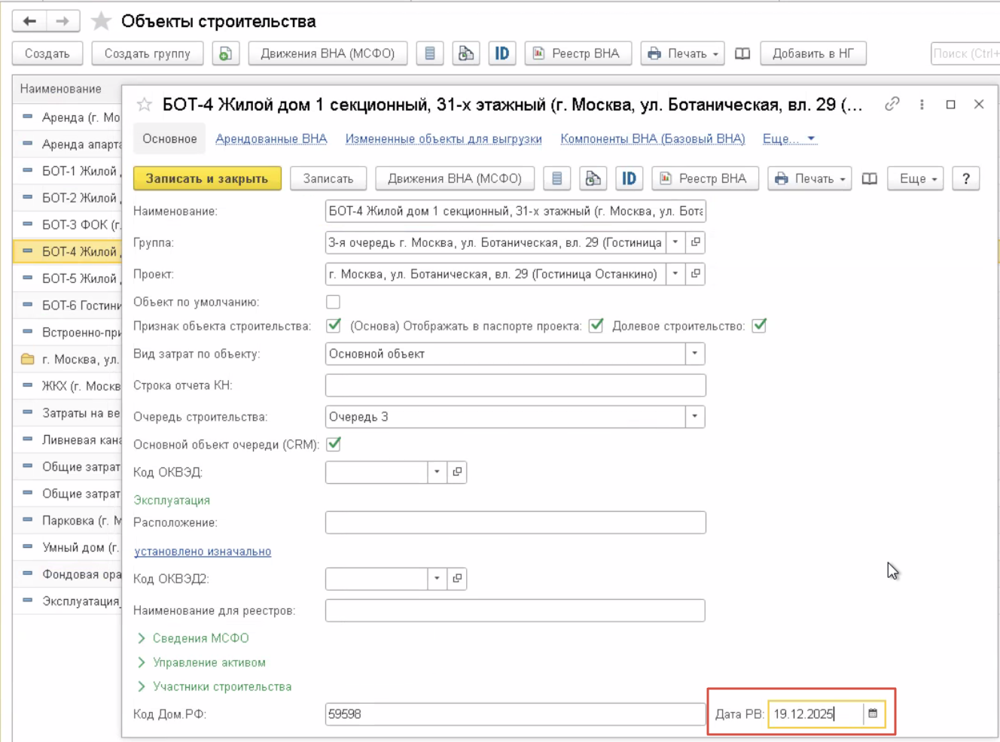 Объекты строительства
Создать Создать группу Движения ВНА (МСФО) ID Реестр ВНА Печать Добавить в НГ Поиск (Ctrl+
Наименование
Аренда (г. Мо
Аренда апарта
БОТ-1 Жилой
БОТ-2 Жилой
БОТ-3 ФОК (г.
БОТ-4 Жилой
БОТ-5 Жилой
БОТ-6 Гостини
Встроенно-при
г. Москва, ул.
ЖКХ (г. Москв
Затраты на ве
Ливневая кана
Общие затрат
Общие затрат
Парковка (г. М
Умный дом (г.
Фондовая ора
Эксплуатация_
БОТ-4 Жилой дом 1 секционный, 31-х этажный (г. Москва, ул. Ботаническая, вл. 29 (...
Основное Арендованные ВНА Измененные объекты для выгрузки Компоненты ВНА (Базовый ВНА) Еще...
Записать и закрыть Записать Движения ВНА (МСФО) ID Реестр ВНА Печать Еще ?
Наименование: БОТ-4 Жилой дом 1 секционный, 31-х этажный (г. Москва, ул. Бота
Группа: 3-я очередь г. Москва, ул. Ботаническая, вл. 29 (Гостиница
Проект: г. Москва, ул. Ботаническая, вл. 29 (Гостиница Останкино)
Объект по умолчанию:
Признак объекта строительства: (Основа) Отображать в паспорте проекта: Долевое строительство:
Вид затрат по объекту: Основной объект
Строка отчета КН:
Очередь строительства: Очередь 3
Основной объект очереди (CRM):
Код ОКВЭД:
Эксплуатация
Расположение:
установлено изначально
Код ОКВЭД2:
Наименование для реестров:
Сведения МСФО
Управление активом
Участники строительства
Код Дом.РФ: 59598 Дата РВ: 19.12.2025